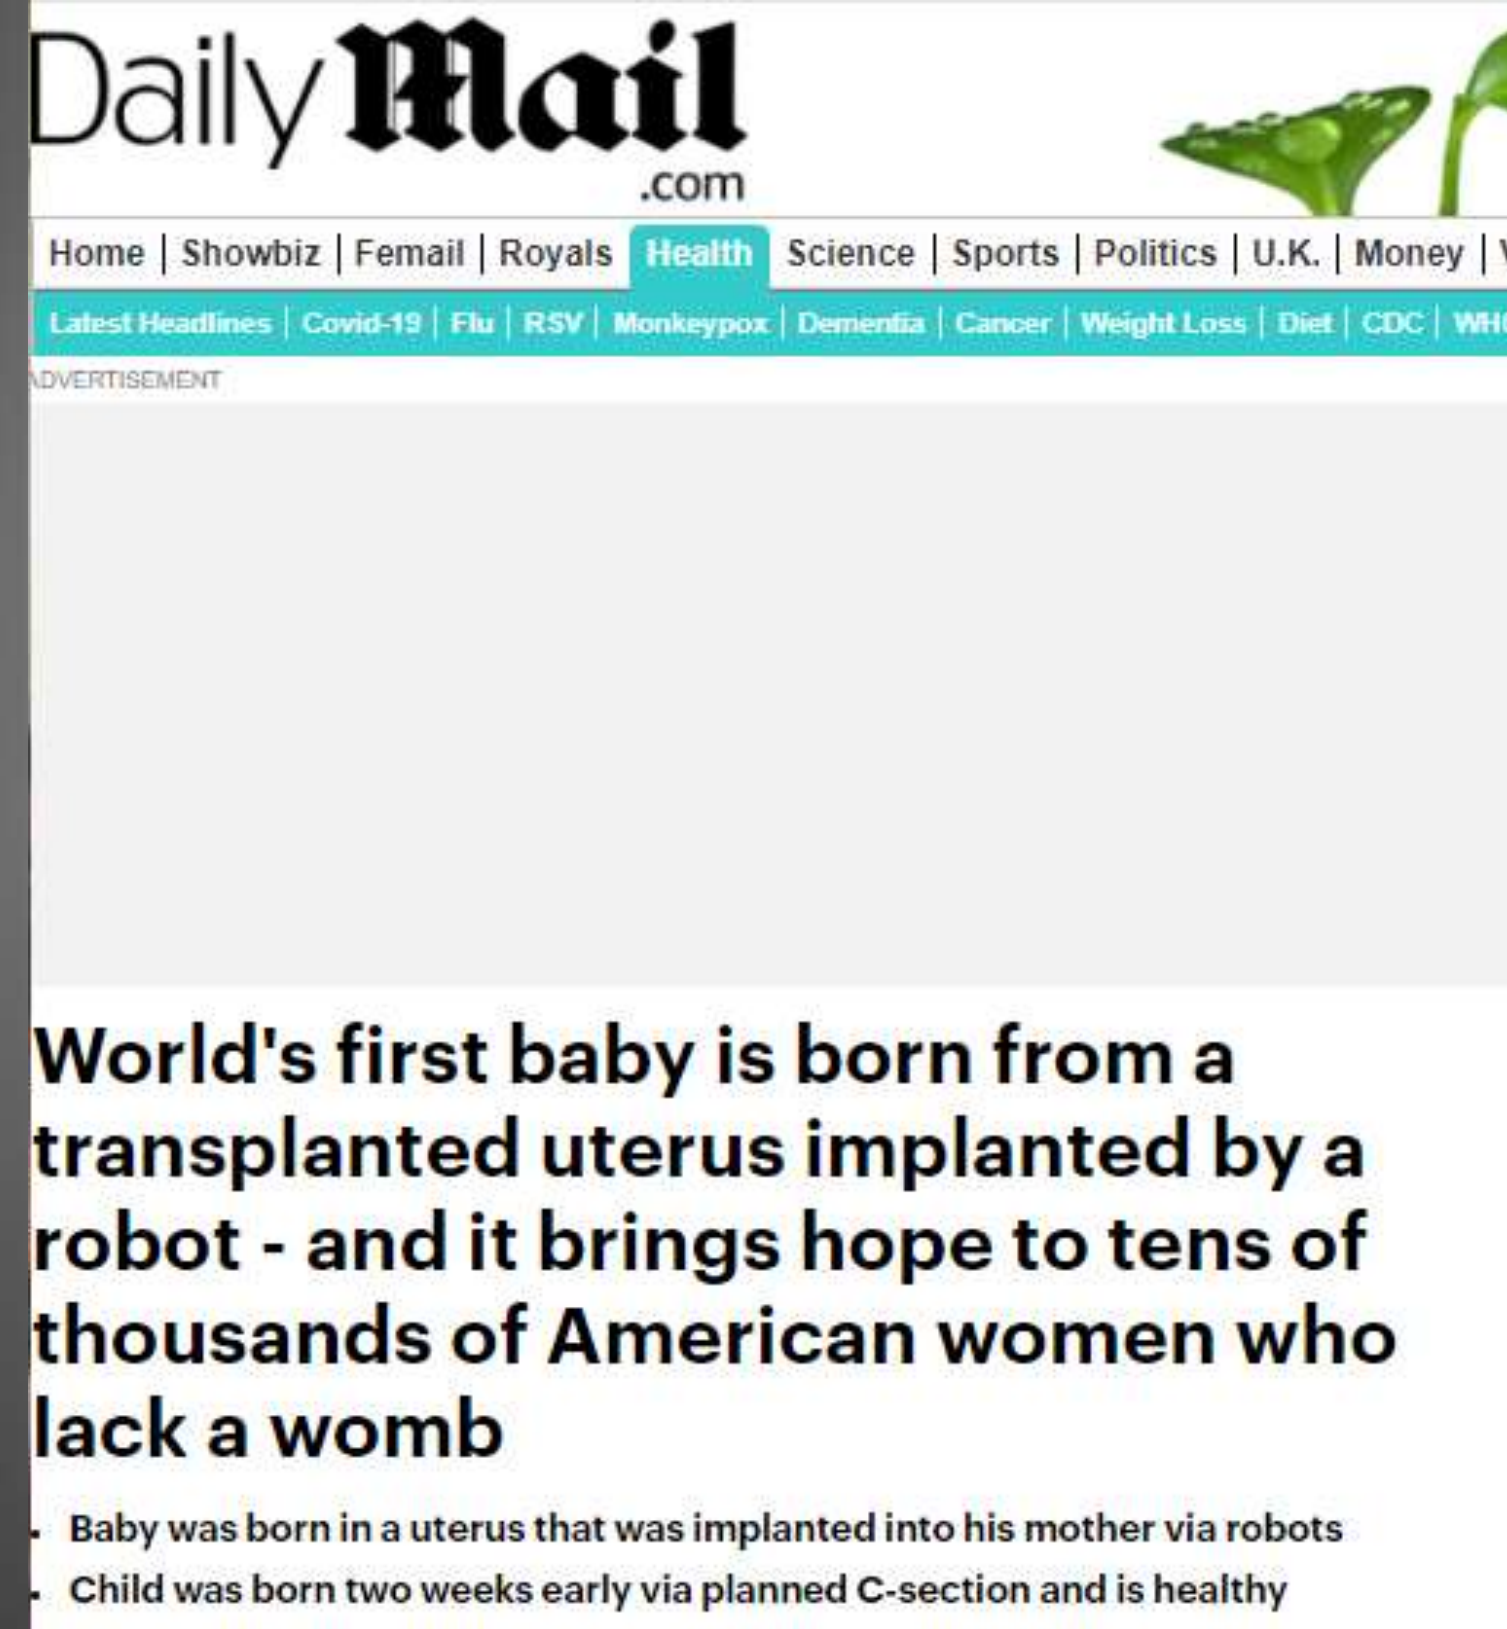 Daily Mail
.com
Home | Showbiz | Femail | Royals Health Science | Sports | Politics | U.K. | Money |
Latest Headlines | Covid-19 | Flu | RSV | Monkeypox | Dementia | Cancer | Weight Loss | Diet | CDC |
ADVERTISEMENT
World's first baby is born from a
transplanted uterus implanted by a
robot - and it brings hope to tens of
thousands of American women who
lack a womb
• Baby was born in a uterus that was implanted into his mother via robots
• Child was born two weeks early via planned C-section and is healthy